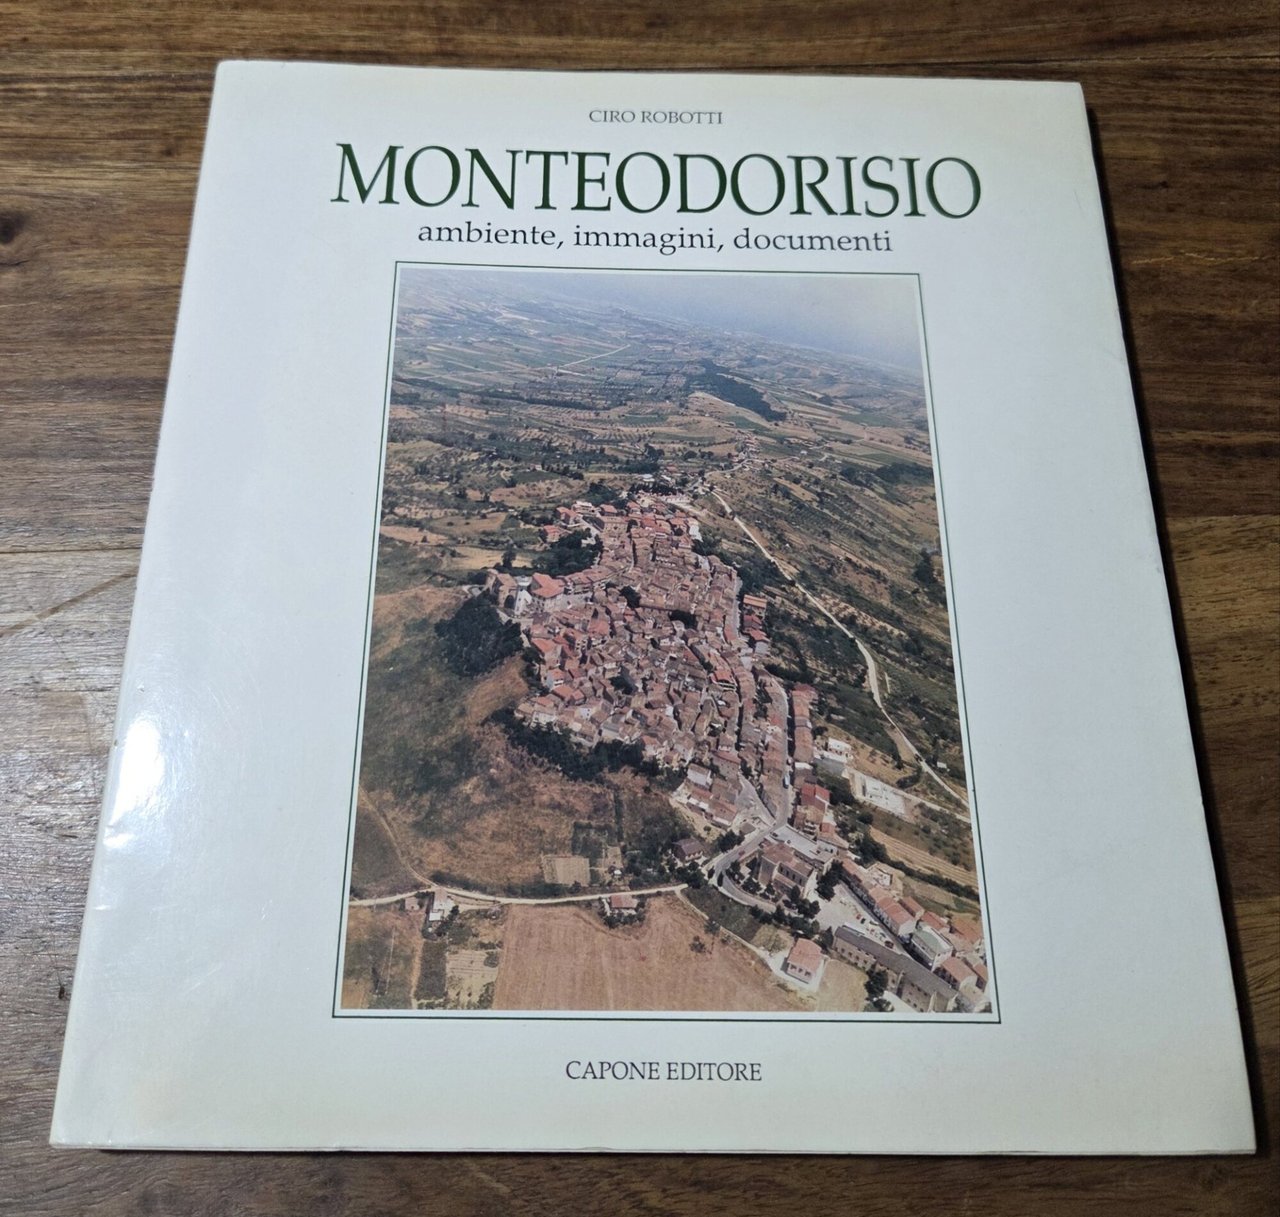 CIRO ROBOTTI
MONTEODORISIO
ambiente, immagini, documenti
CAPONE EDITORE